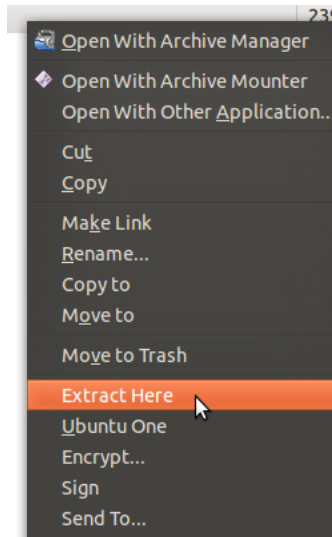 239
Open With Archive Manager
Open With Archive Mounter
Open With Other Application...
Cut
Copy
Make Link
Rename...
Copy to
Move to
Move to Trash
Extract Here
Ubuntu One
Encrypt...
Sign
Send To...